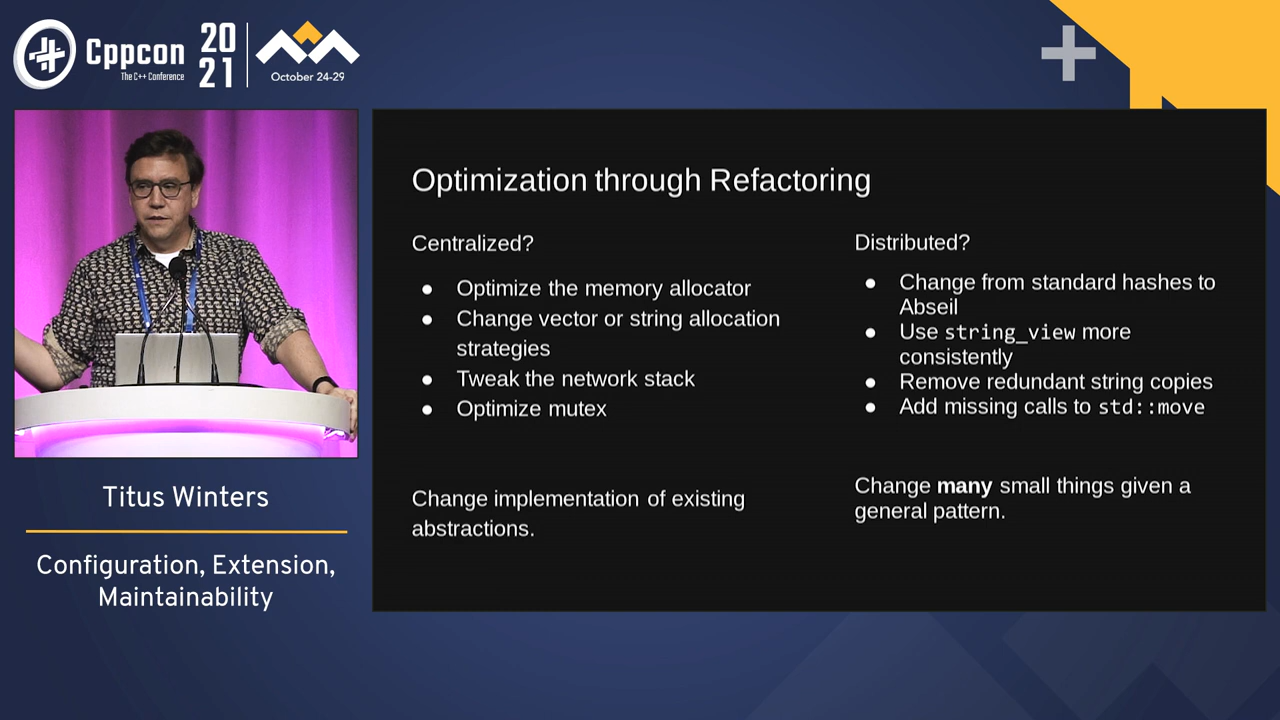 Cppcon
The C++ Conference
20
21
October 24-29
Optimization through Refactoring
Centralized?
● Optimize the memory allocator
● Change vector or string allocation
strategies
● Tweak the network stack
● Optimize mutex
Change implementation of existing
abstractions.
Distributed?
● Change from standard hashes to
Abseil
● Use string_view more
consistently
● Remove redundant string copies
● Add missing calls to std::move
Change many small things given a
general pattern.
Titus Winters
Configuration, Extension,
Maintainability